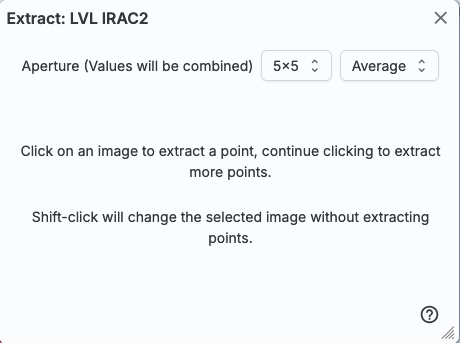 Extract: LVL IRAC2
Aperture (Values will be combined) 5×5 Average
Click on an image to extract a point, continue clicking to extract
more points.
Shift-click will change the selected image without extracting
points.